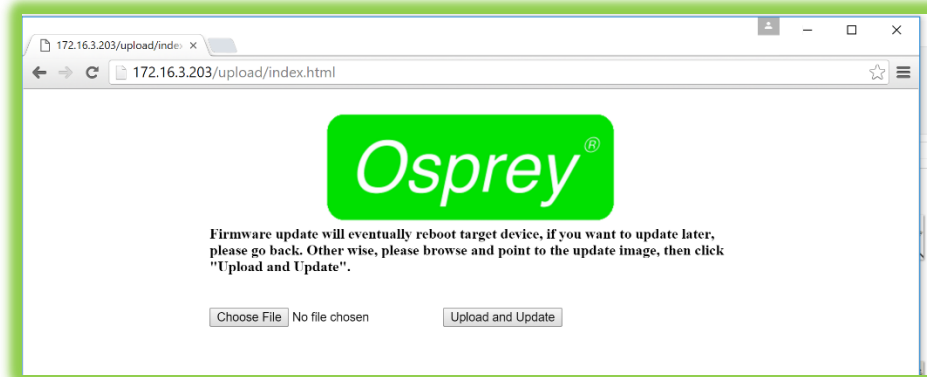 172.16.3.203/upload/inde
172.16.3.203/upload/index.html
Osprey®
Firmware update will eventually reboot target device, if you want to update later,
please go back. Other wise, please browse and point to the update image, then click
"Upload and Update".
Choose File No file chosen Upload and Update